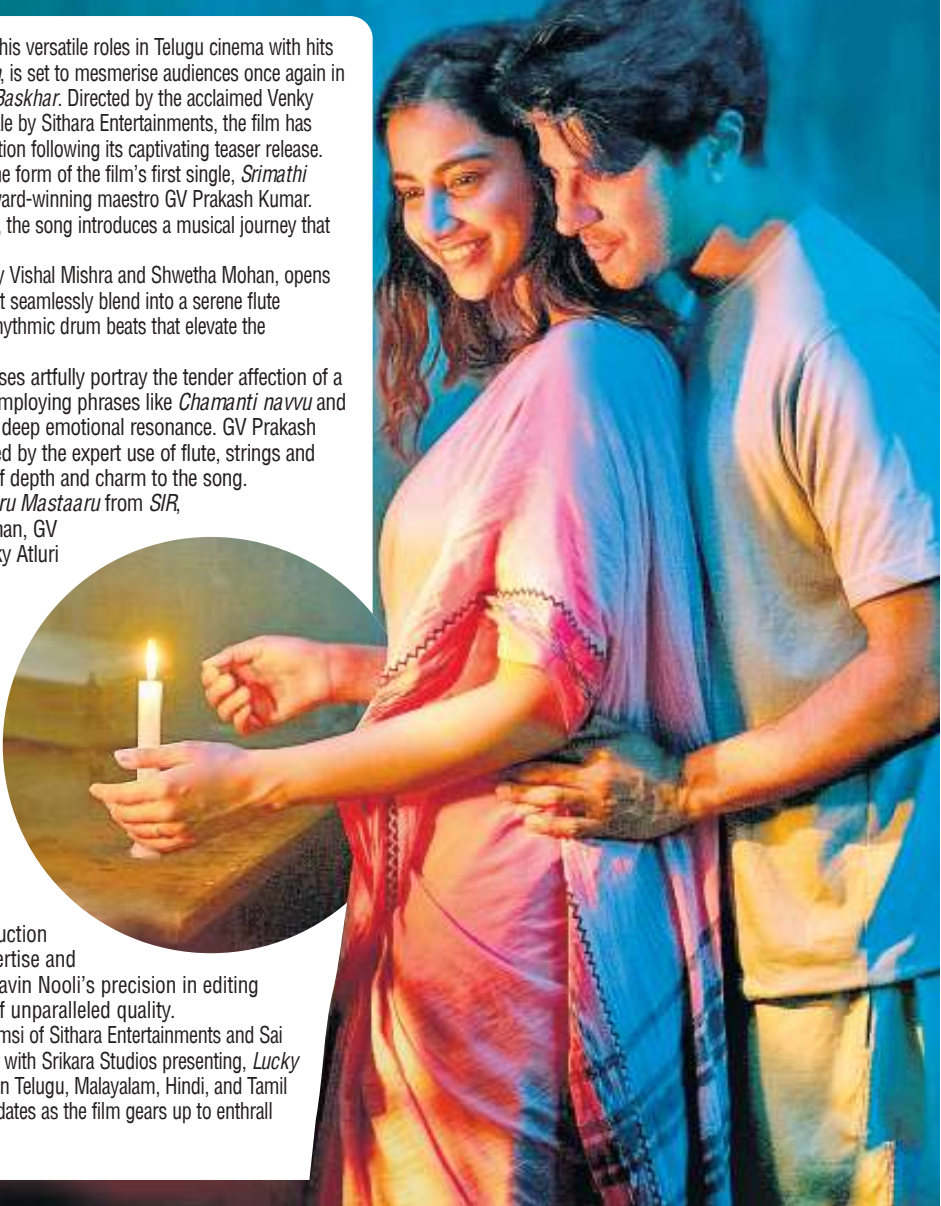 his versatile roles in Telugu cinema with hits
, is set to mesmerise audiences once again in
Baskhar. Directed by the acclaimed Venky
le by Sithara Entertainments, the film has
tion following its captivating teaser release.
e form of the film's first single, Srimathi
ard-winning maestro GV Prakash Kumar.
, the song introduces a musical journey that
y Vishal Mishra and Shwetha Mohan, opens
t seamlessly blend into a serene flute
hythmic drum beats that elevate the
ses artfully portray the tender affection of a
mploying phrases like Chamanti navvu and
deep emotional resonance. GV Prakash
ed by the expert use of flute, strings and
f depth and charm to the song.
ru Mastaaru from SIR,
nan, GV
ky Atluri
uction
ertise and
avin Nooli's precision in editing
f unparalleled quality.
msi of Sithara Entertainments and Sai
with Srikara Studios presenting, Lucky
n Telugu, Malayalam, Hindi, and Tamil
dates as the film gears up to enthrall